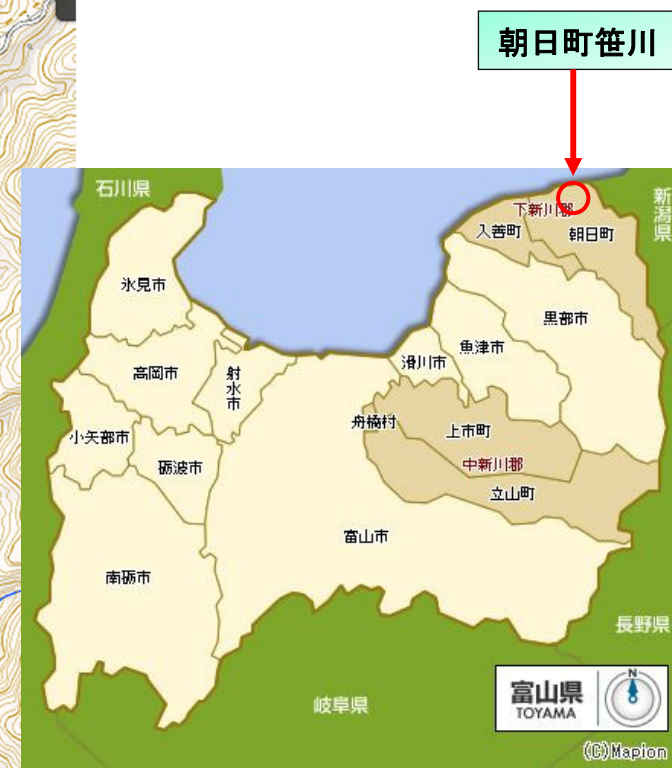 朝日町笹川
石川県
新潟県
下新川郡
入善町
朝日町
氷見市
黒部市
魚津市
滑川市
高岡市
射水市
舟橋村
上市町
小矢部市
砺波市
中新川郡
立山町
富山市
南砺市
長野県
岐阜県
富山県
TOYAMA
N
(C)Mapion